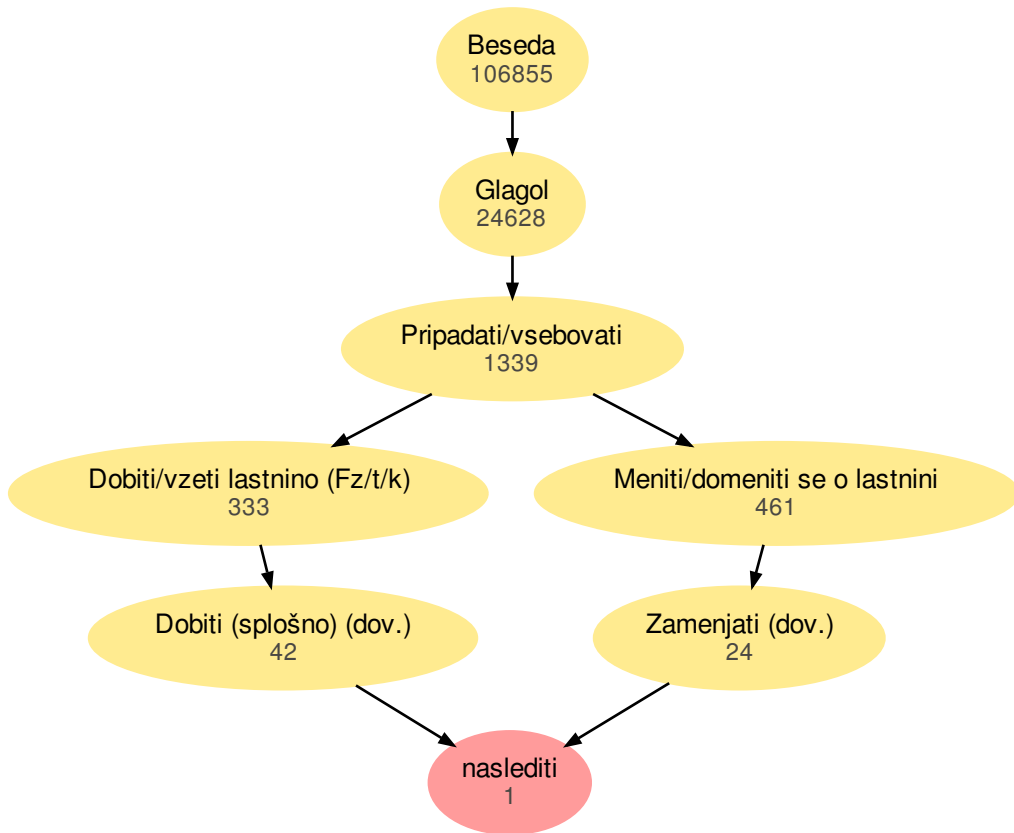 Beseda
106855
Glagol
24628
Pripadati/vsebovati
1339
Dobiti/vzeti lastnino (Fz/t/k)
333
Meniti/domeniti se o lastnini
461
Dobiti (splošno) (dov.)
42
Zamenjati (dov.)
24
naslediti
1